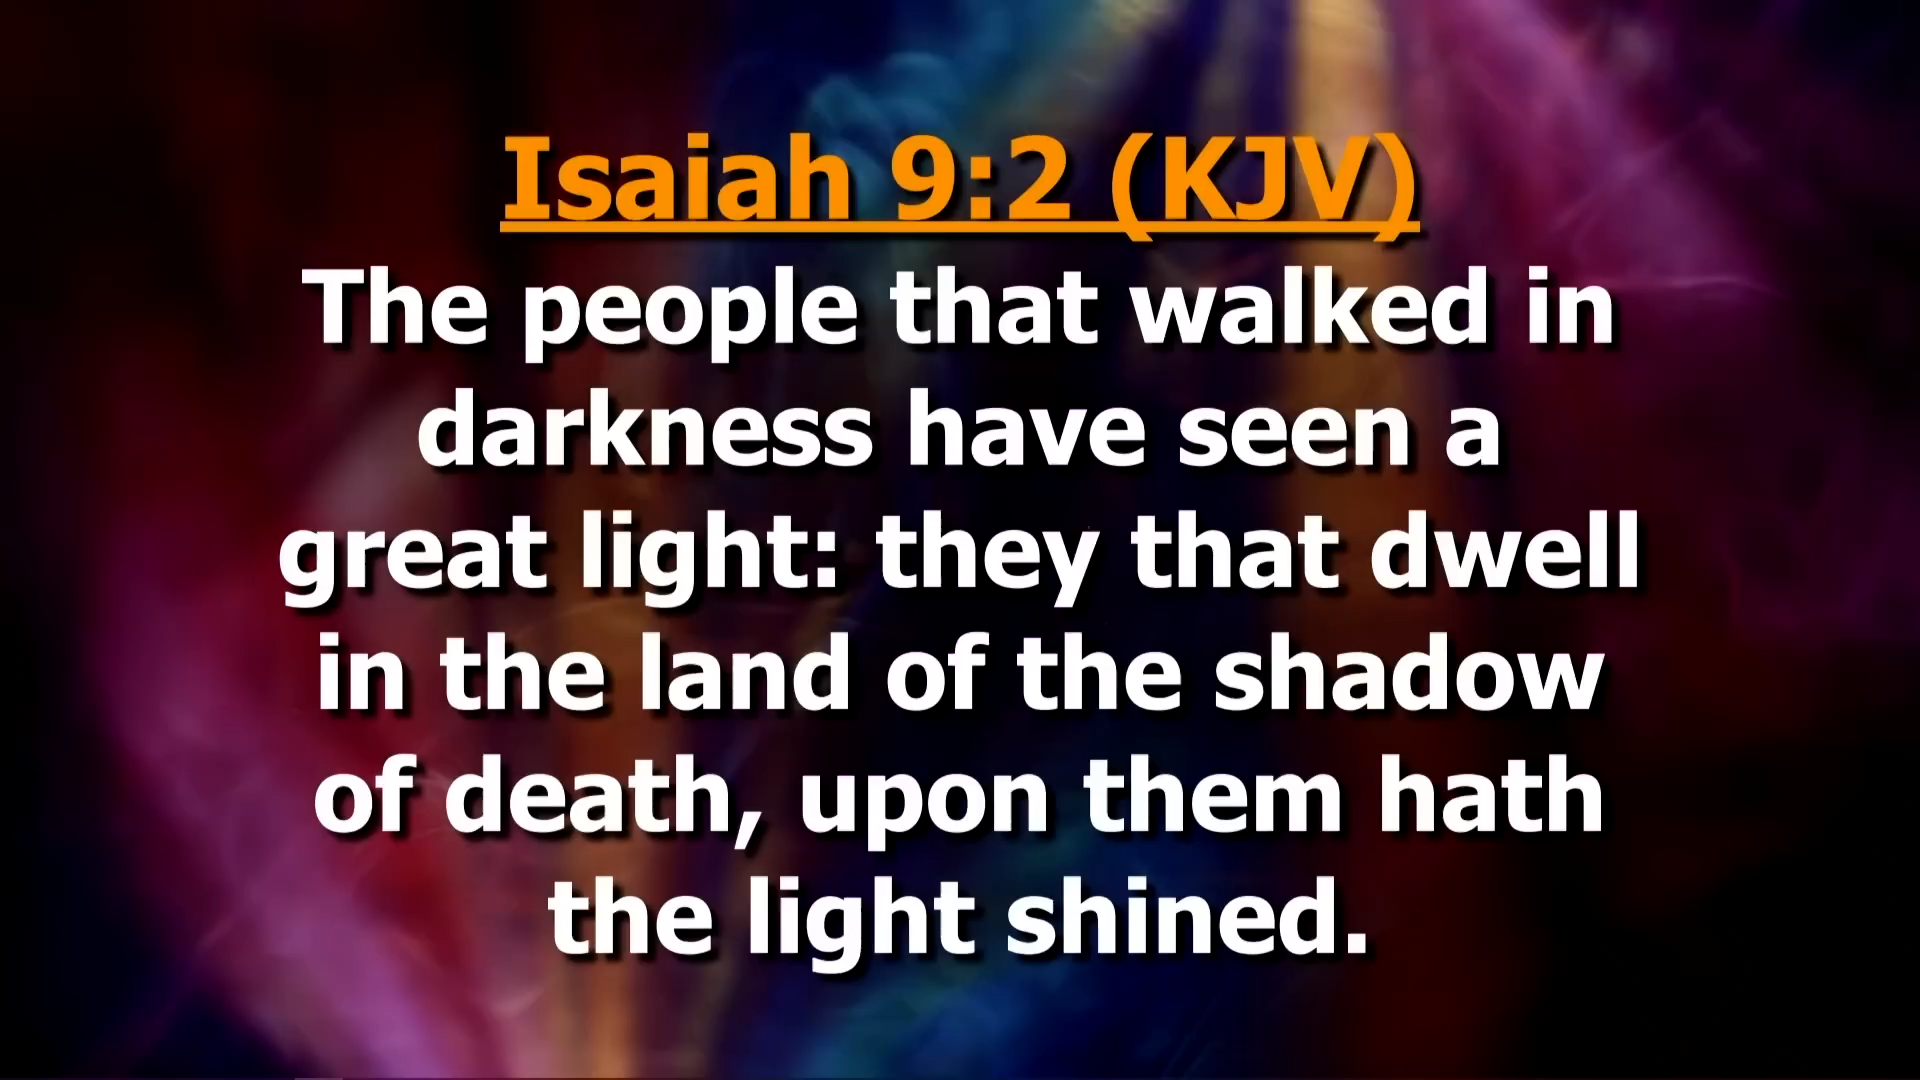 Isaiah 9:2 (KJV)
The people that walked in
darkness have seen a
great light: they that dwell
in the land of the shadow
of death, upon them hath
the light shined.